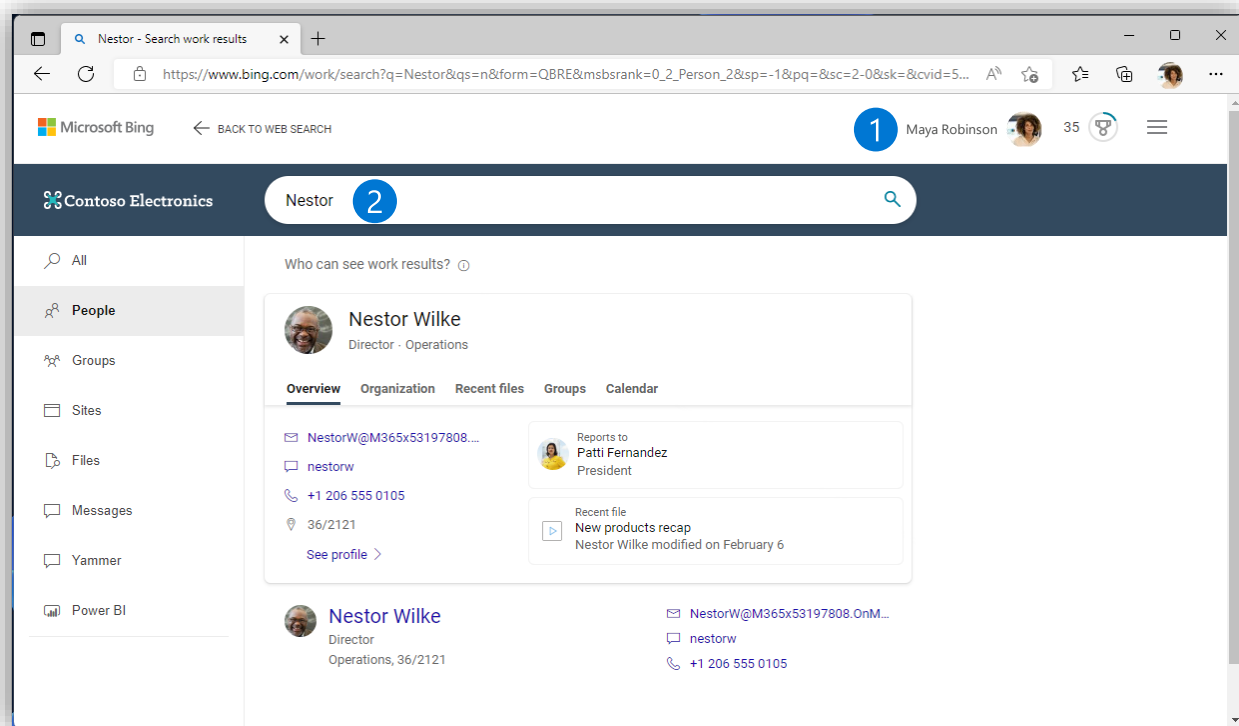 Nestor - Search work results
https://www.bing.com/work/search?q=Nestor&qs=n&form=QBRE&msbsrank=0_2_Person_2&sp=-1&pq=&sc=2-0&sk=&cvid=5...
Microsoft Bing
BACK TO WEB SEARCH
1
Maya Robinson
35
Contoso Electronics
Nestor
2
All
People
Groups
Sites
Files
Messages
Yammer
Power BI
Who can see work results?
Nestor Wilke
Director · Operations
Overview Organization Recent files Groups Calendar
NestorW@M365x53197808....
nestorw
+1 206 555 0105
36/2121
See profile
Reports to
Patti Fernandez
President
Recent file
New products recap
Nestor Wilke modified on February 6
Nestor Wilke
Director
Operations, 36/2121
NestorW@M365x53197808.OnM...
nestorw
+1 206 555 0105